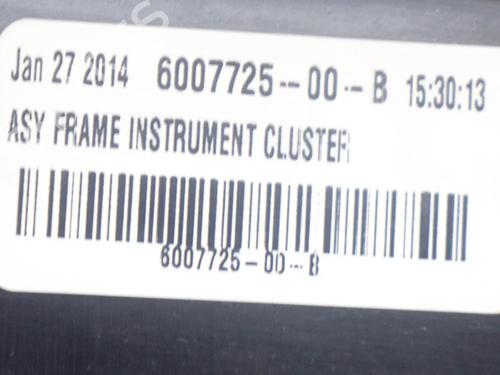 Jan 27 2014 6007725--00--B 15:30:13
ASY FRAME INSTRUMENT CLUSTER
6007725-00--B